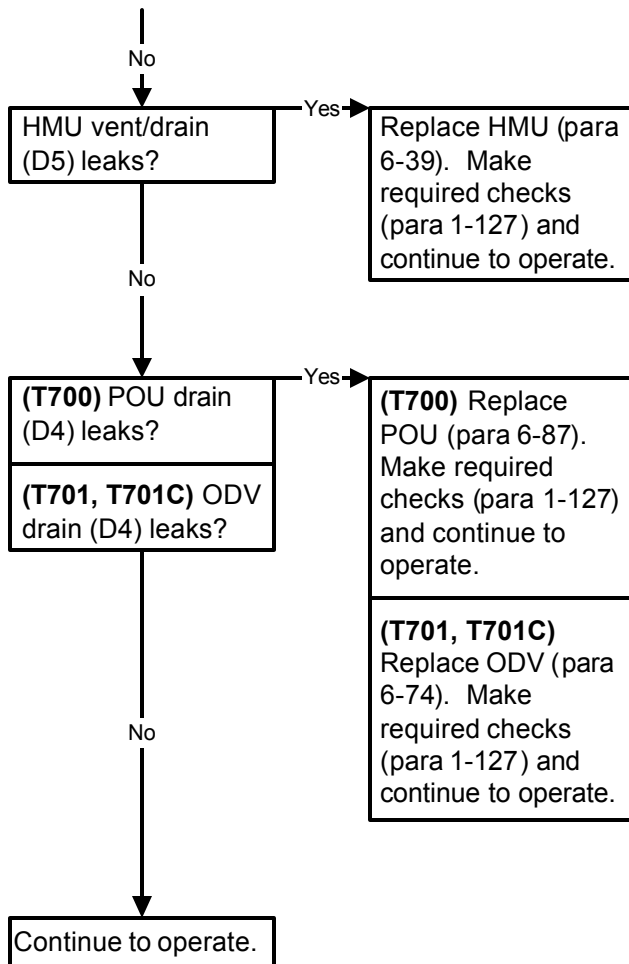 No
HMU vent/drain
(D5) leaks?
Yes
Replace HMU (para
6-39). Make
required checks
(para 1-127) and
continue to operate.
No
(T700) POU drain
(D4) leaks?
(T701, T701C) ODV
drain (D4) leaks?
Yes
(T700) Replace
POU (para 6-87).
Make required
checks (para 1-127)
and continue to
operate.
(T701, T701C)
Replace ODV (para
6-74). Make
required checks
(para 1-127) and
continue to operate.
No
Continue to operate.